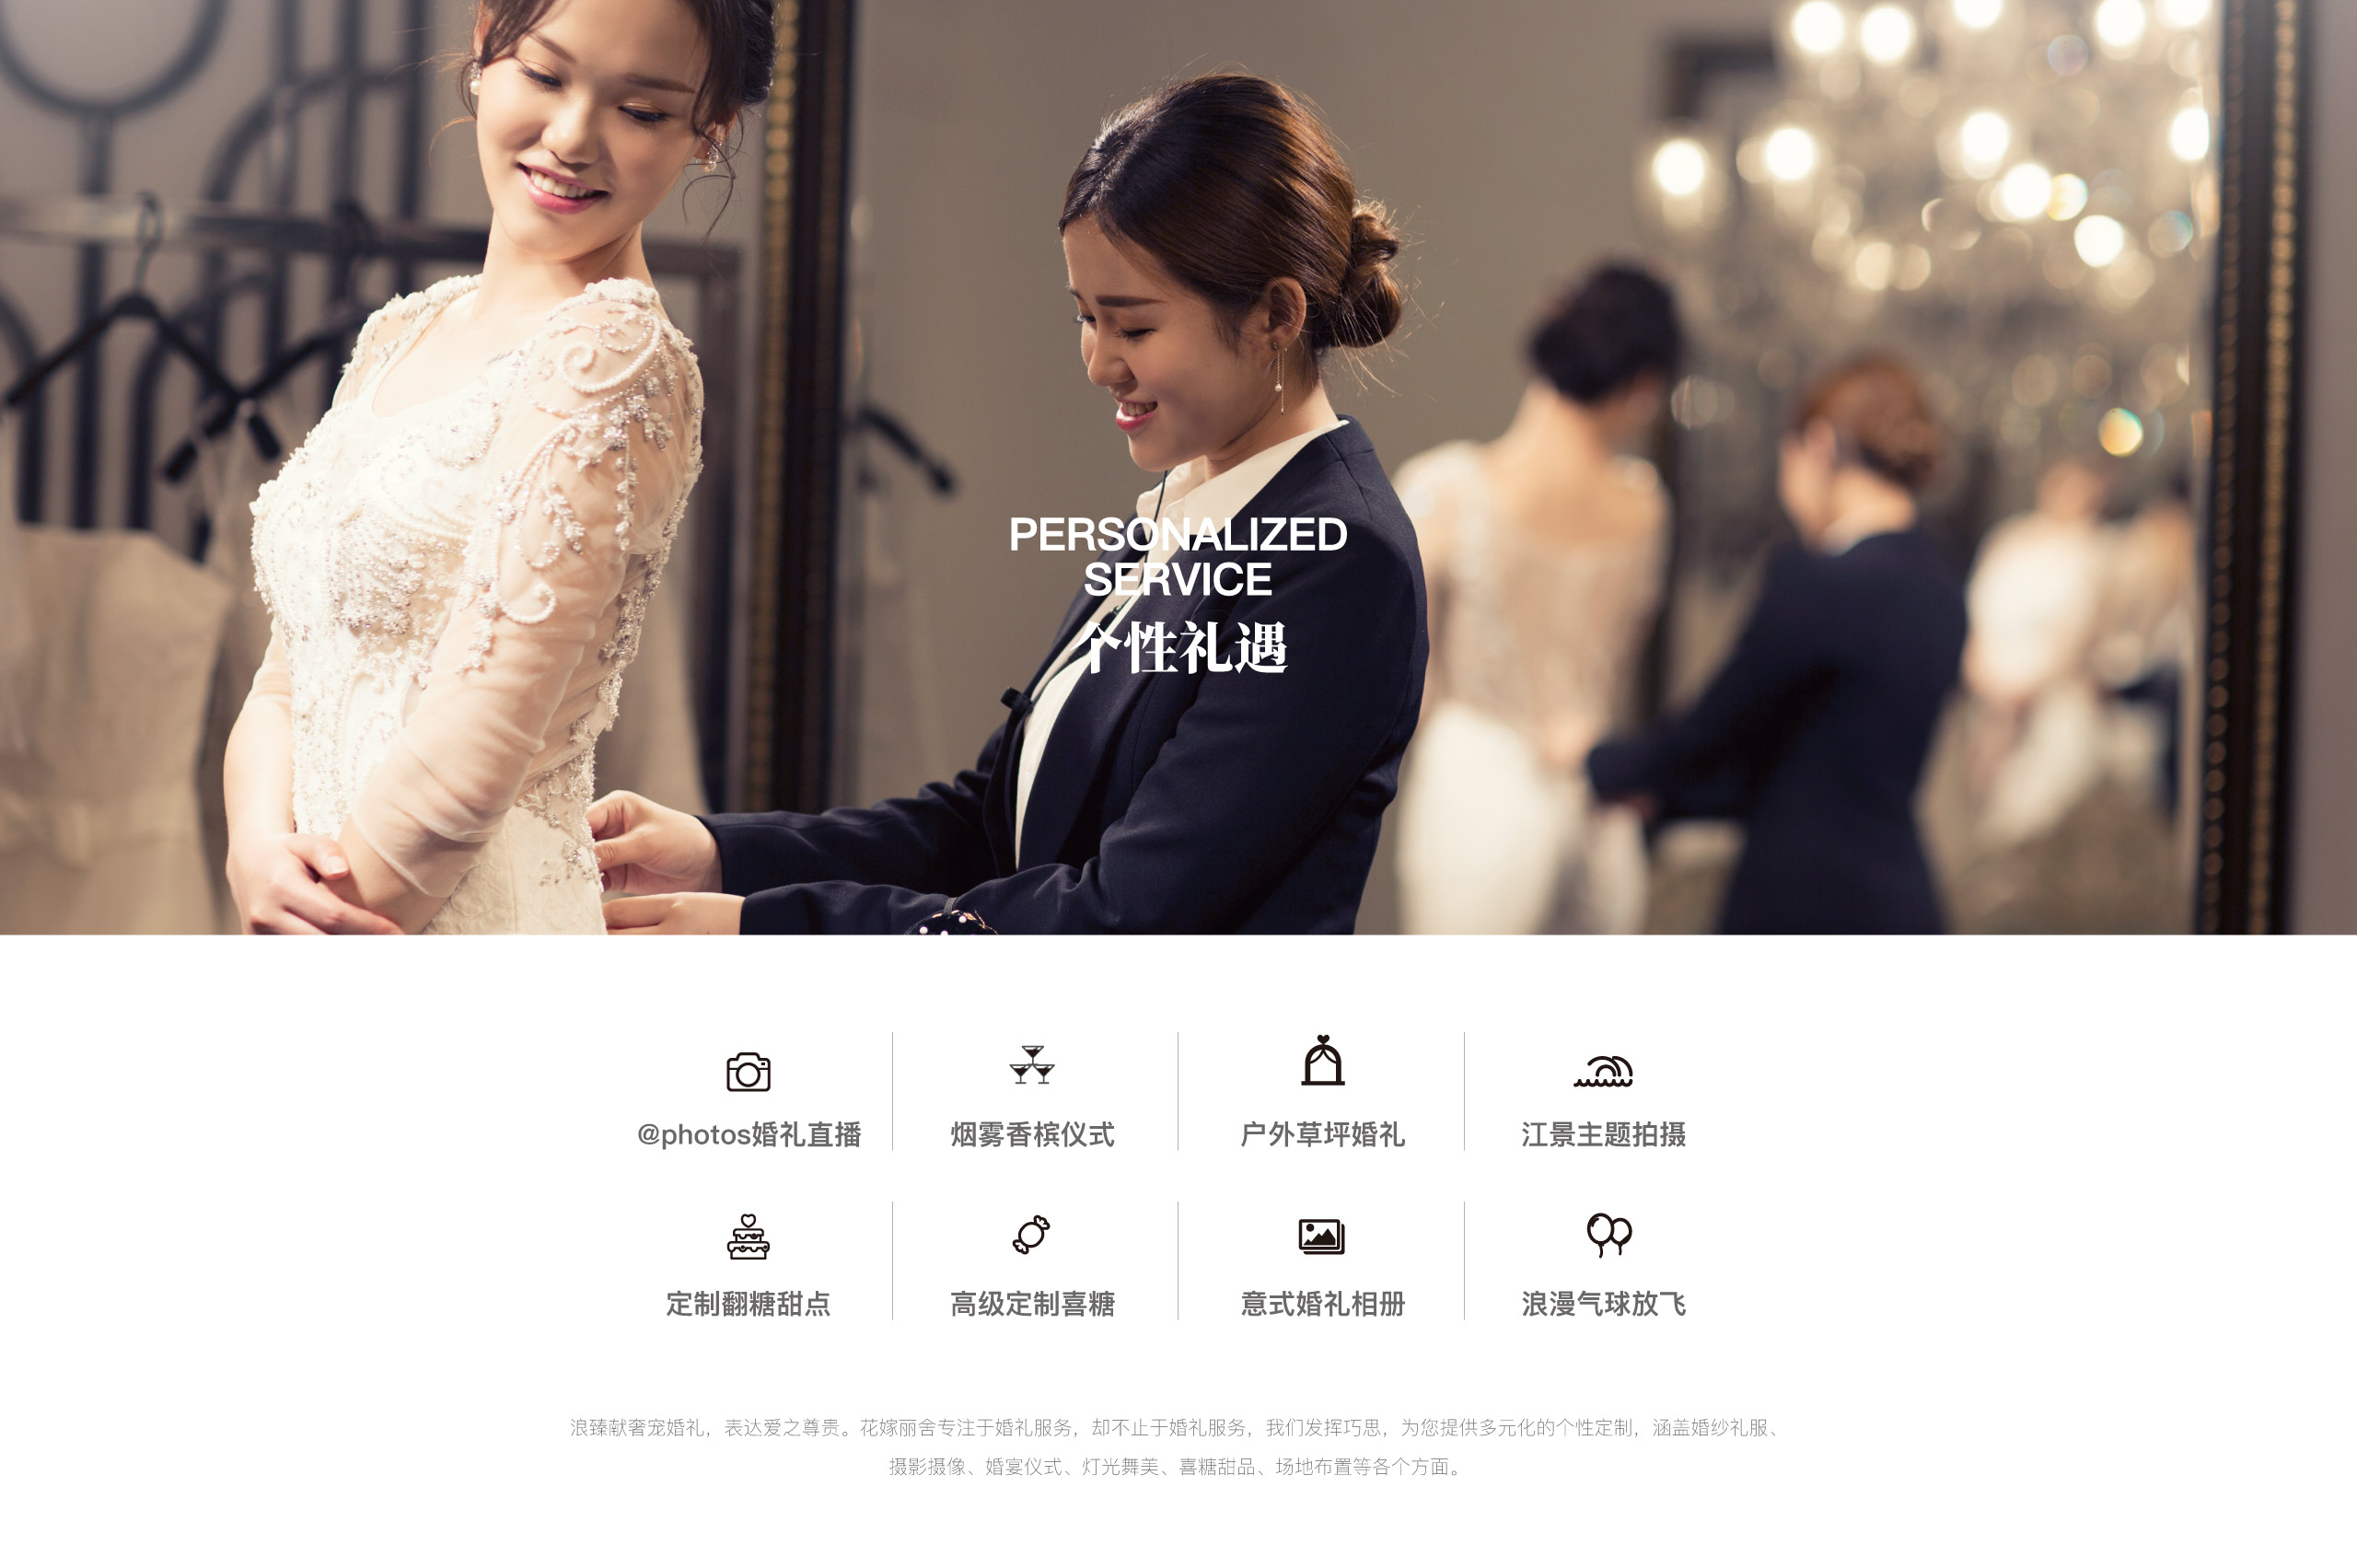 PERSONALIZED
SERVICE
个性礼遇
@photos婚礼直播
烟雾香槟仪式
户外草坪婚礼
江景主题拍摄
定制翻糖甜点
高级定制喜糖
意式婚礼相册
浪漫气球放飞
浪臻献奢宠婚礼，表达爱之尊贵。花嫁丽舍专注于婚礼服务，却不止于婚礼服务，我们发挥巧思，为您提供多元化的个性定制，涵盖婚纱礼服、
摄影摄像、婚宴仪式、灯光舞美、喜糖甜品、场地布置等各个方面。